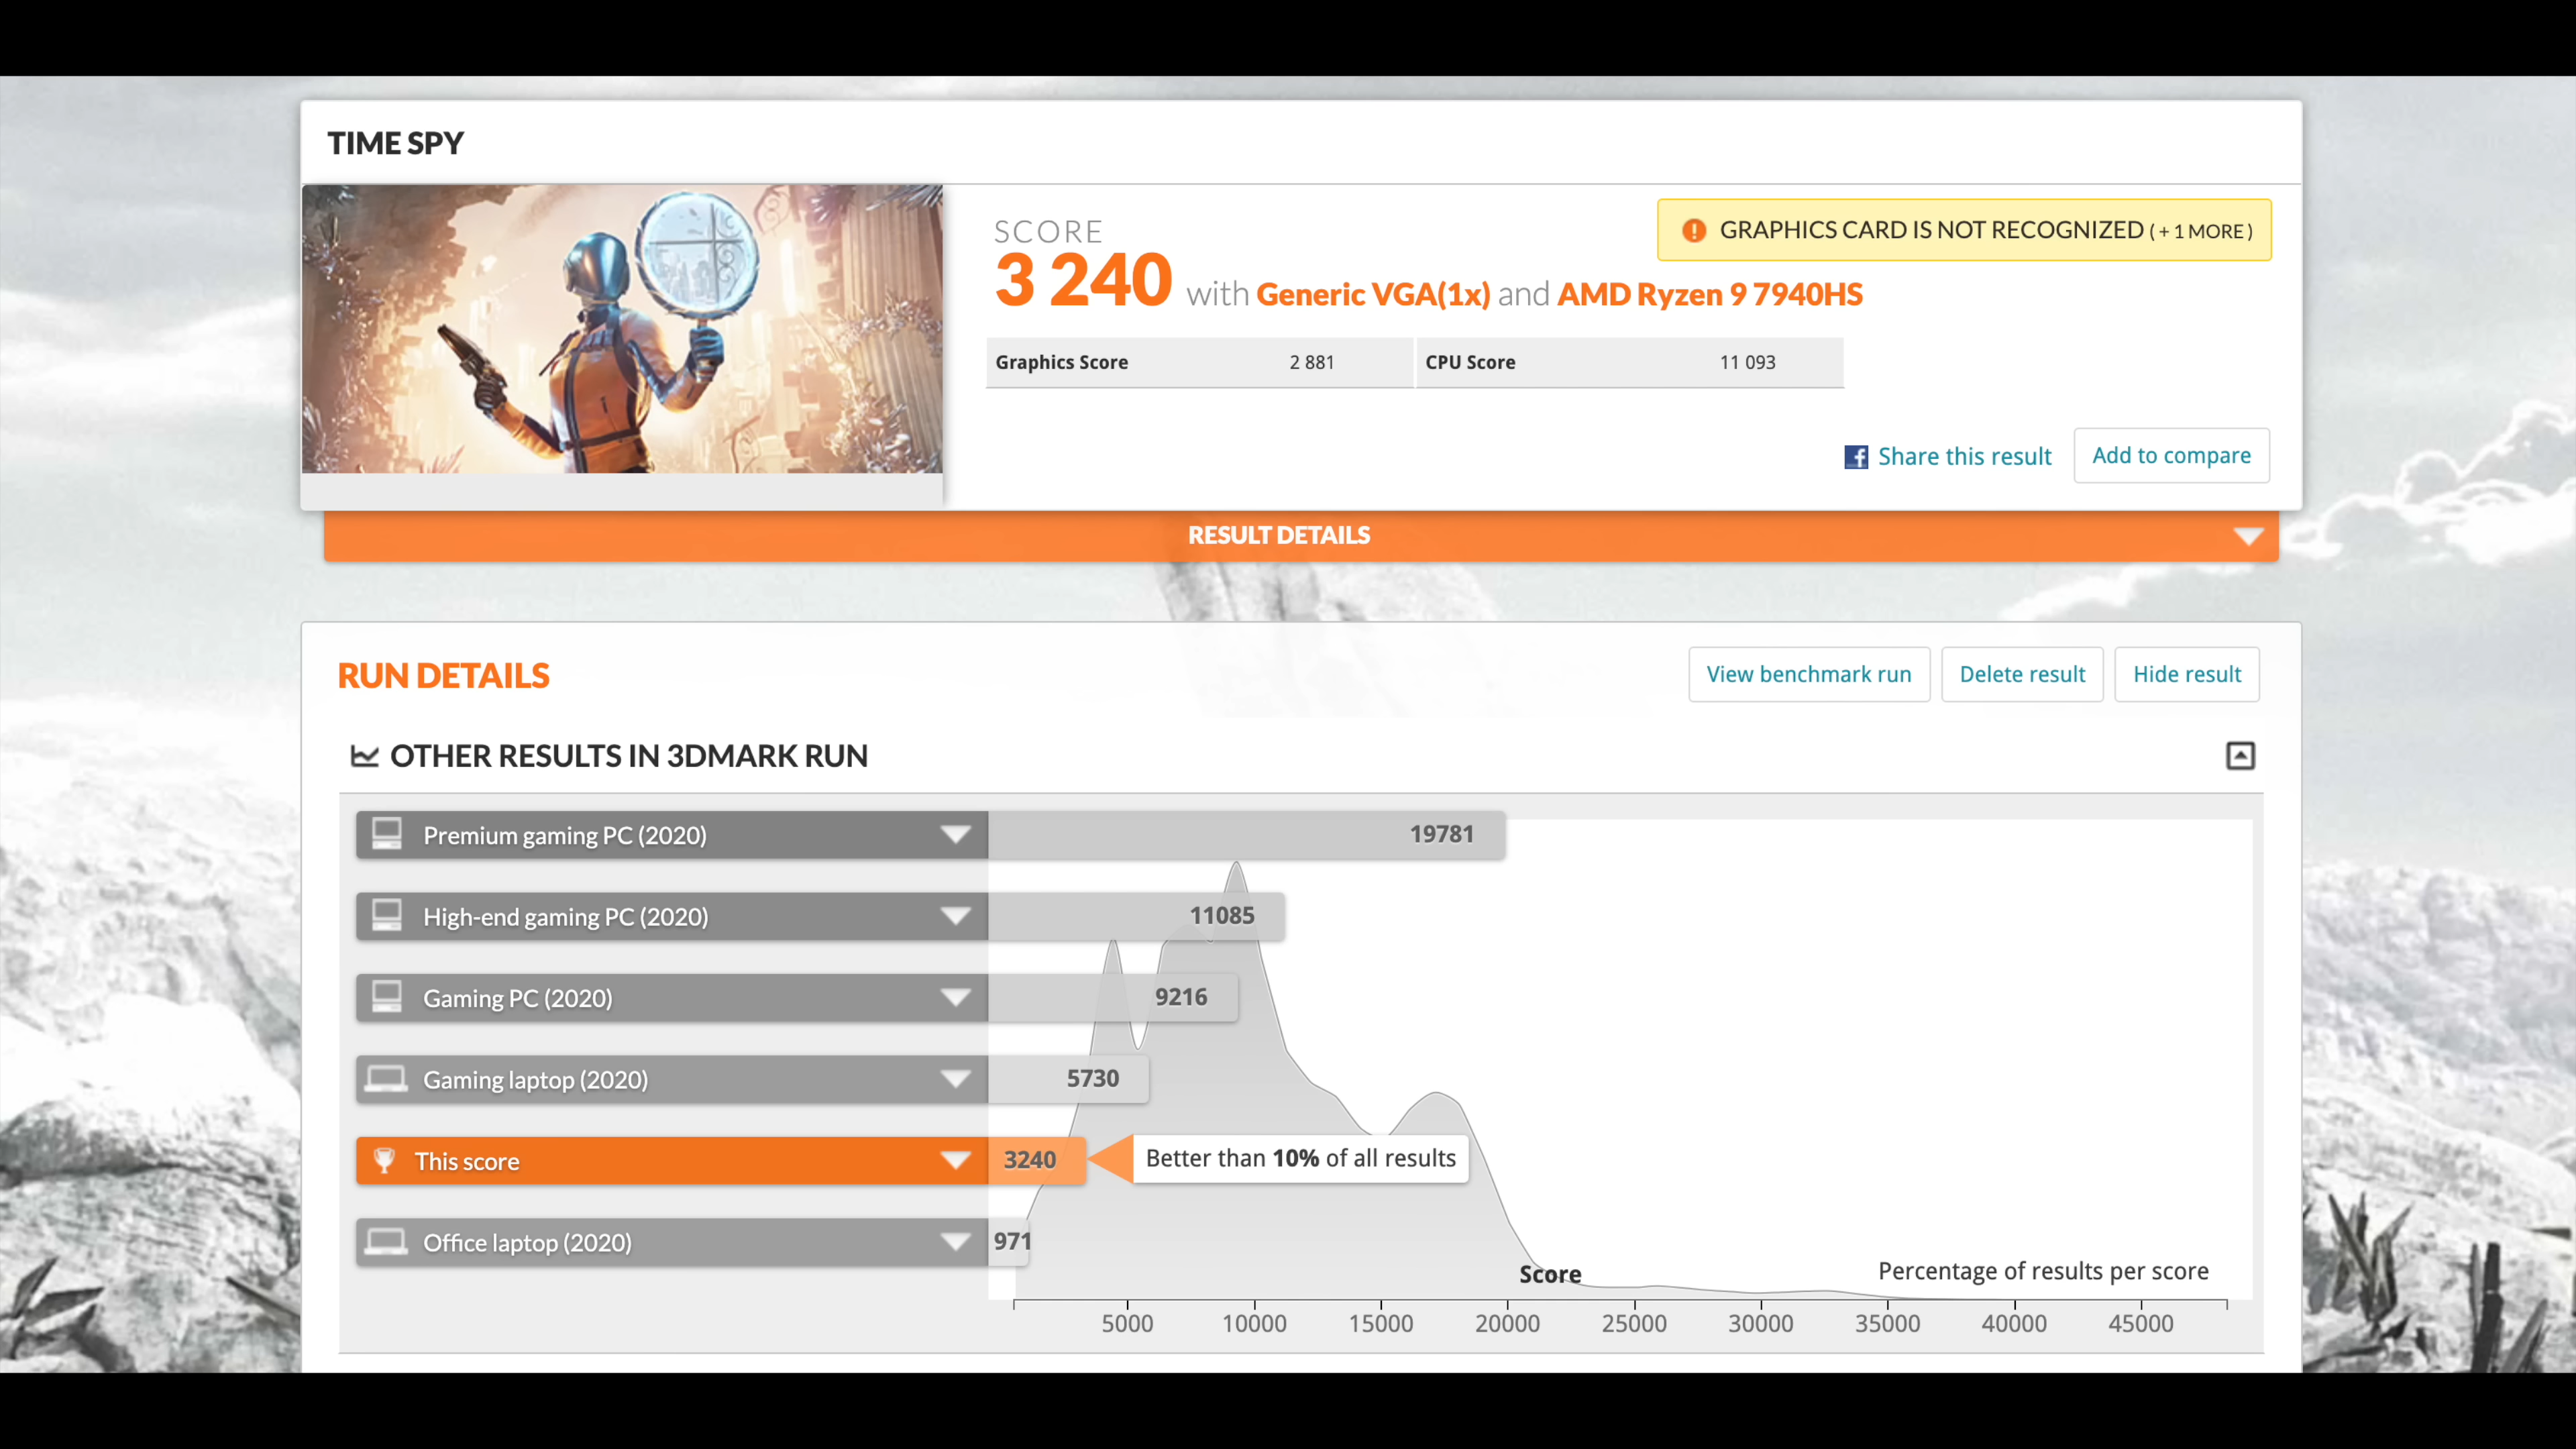 TIME SPY
SCORE
GRAPHICS CARD IS NOT RECOGNIZED ( + 1 MORE )
3 240 with Generic VGA(1x) and AMD Ryzen 9 7940HS
Graphics Score 2 881 CPU Score 11 093
Share this result Add to compare
RESULT DETAILS
RUN DETAILS View benchmark run Delete result Hide result
OTHER RESULTS IN 3DMARK RUN
Premium gaming PC (2020) 19781
High-end gaming PC (2020) 11085
Gaming PC (2020) 9216
Gaming laptop (2020) 5730
This score 3240 Better than 10% of all results
Office laptop (2020) 971
Score Percentage of results per score
5000 10000 15000 20000 25000 30000 35000 40000 45000